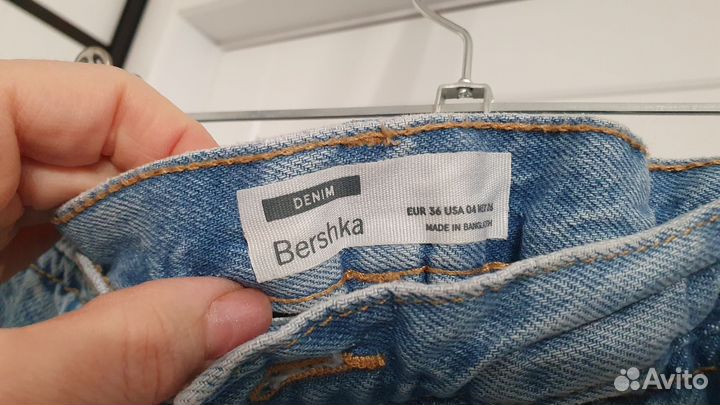 DENIM
Bershka
EUR 36 USA 04 MEX 26
MADE IN BANGLADESH
Avito